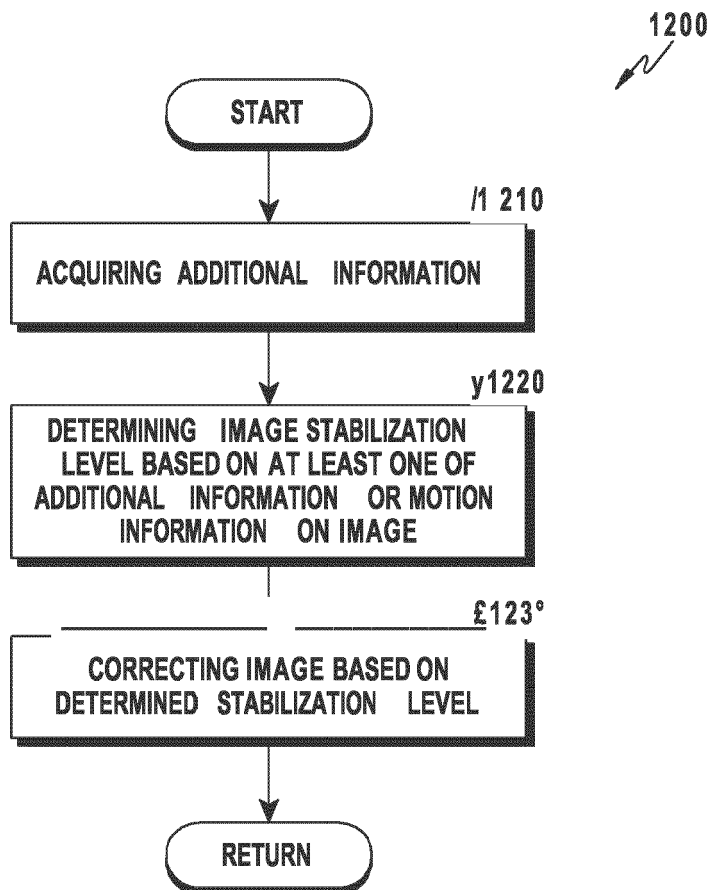 1200
START
/1 210
ACQUIRING ADDITIONAL INFORMATION
y1220
DETERMINING IMAGE STABILIZATION
LEVEL BASED ON AT LEAST ONE OF
ADDITIONAL INFORMATION OR MOTION
INFORMATION ON IMAGE
£123°
CORRECTING IMAGE BASED ON
DETERMINED STABILIZATION LEVEL
RETURN